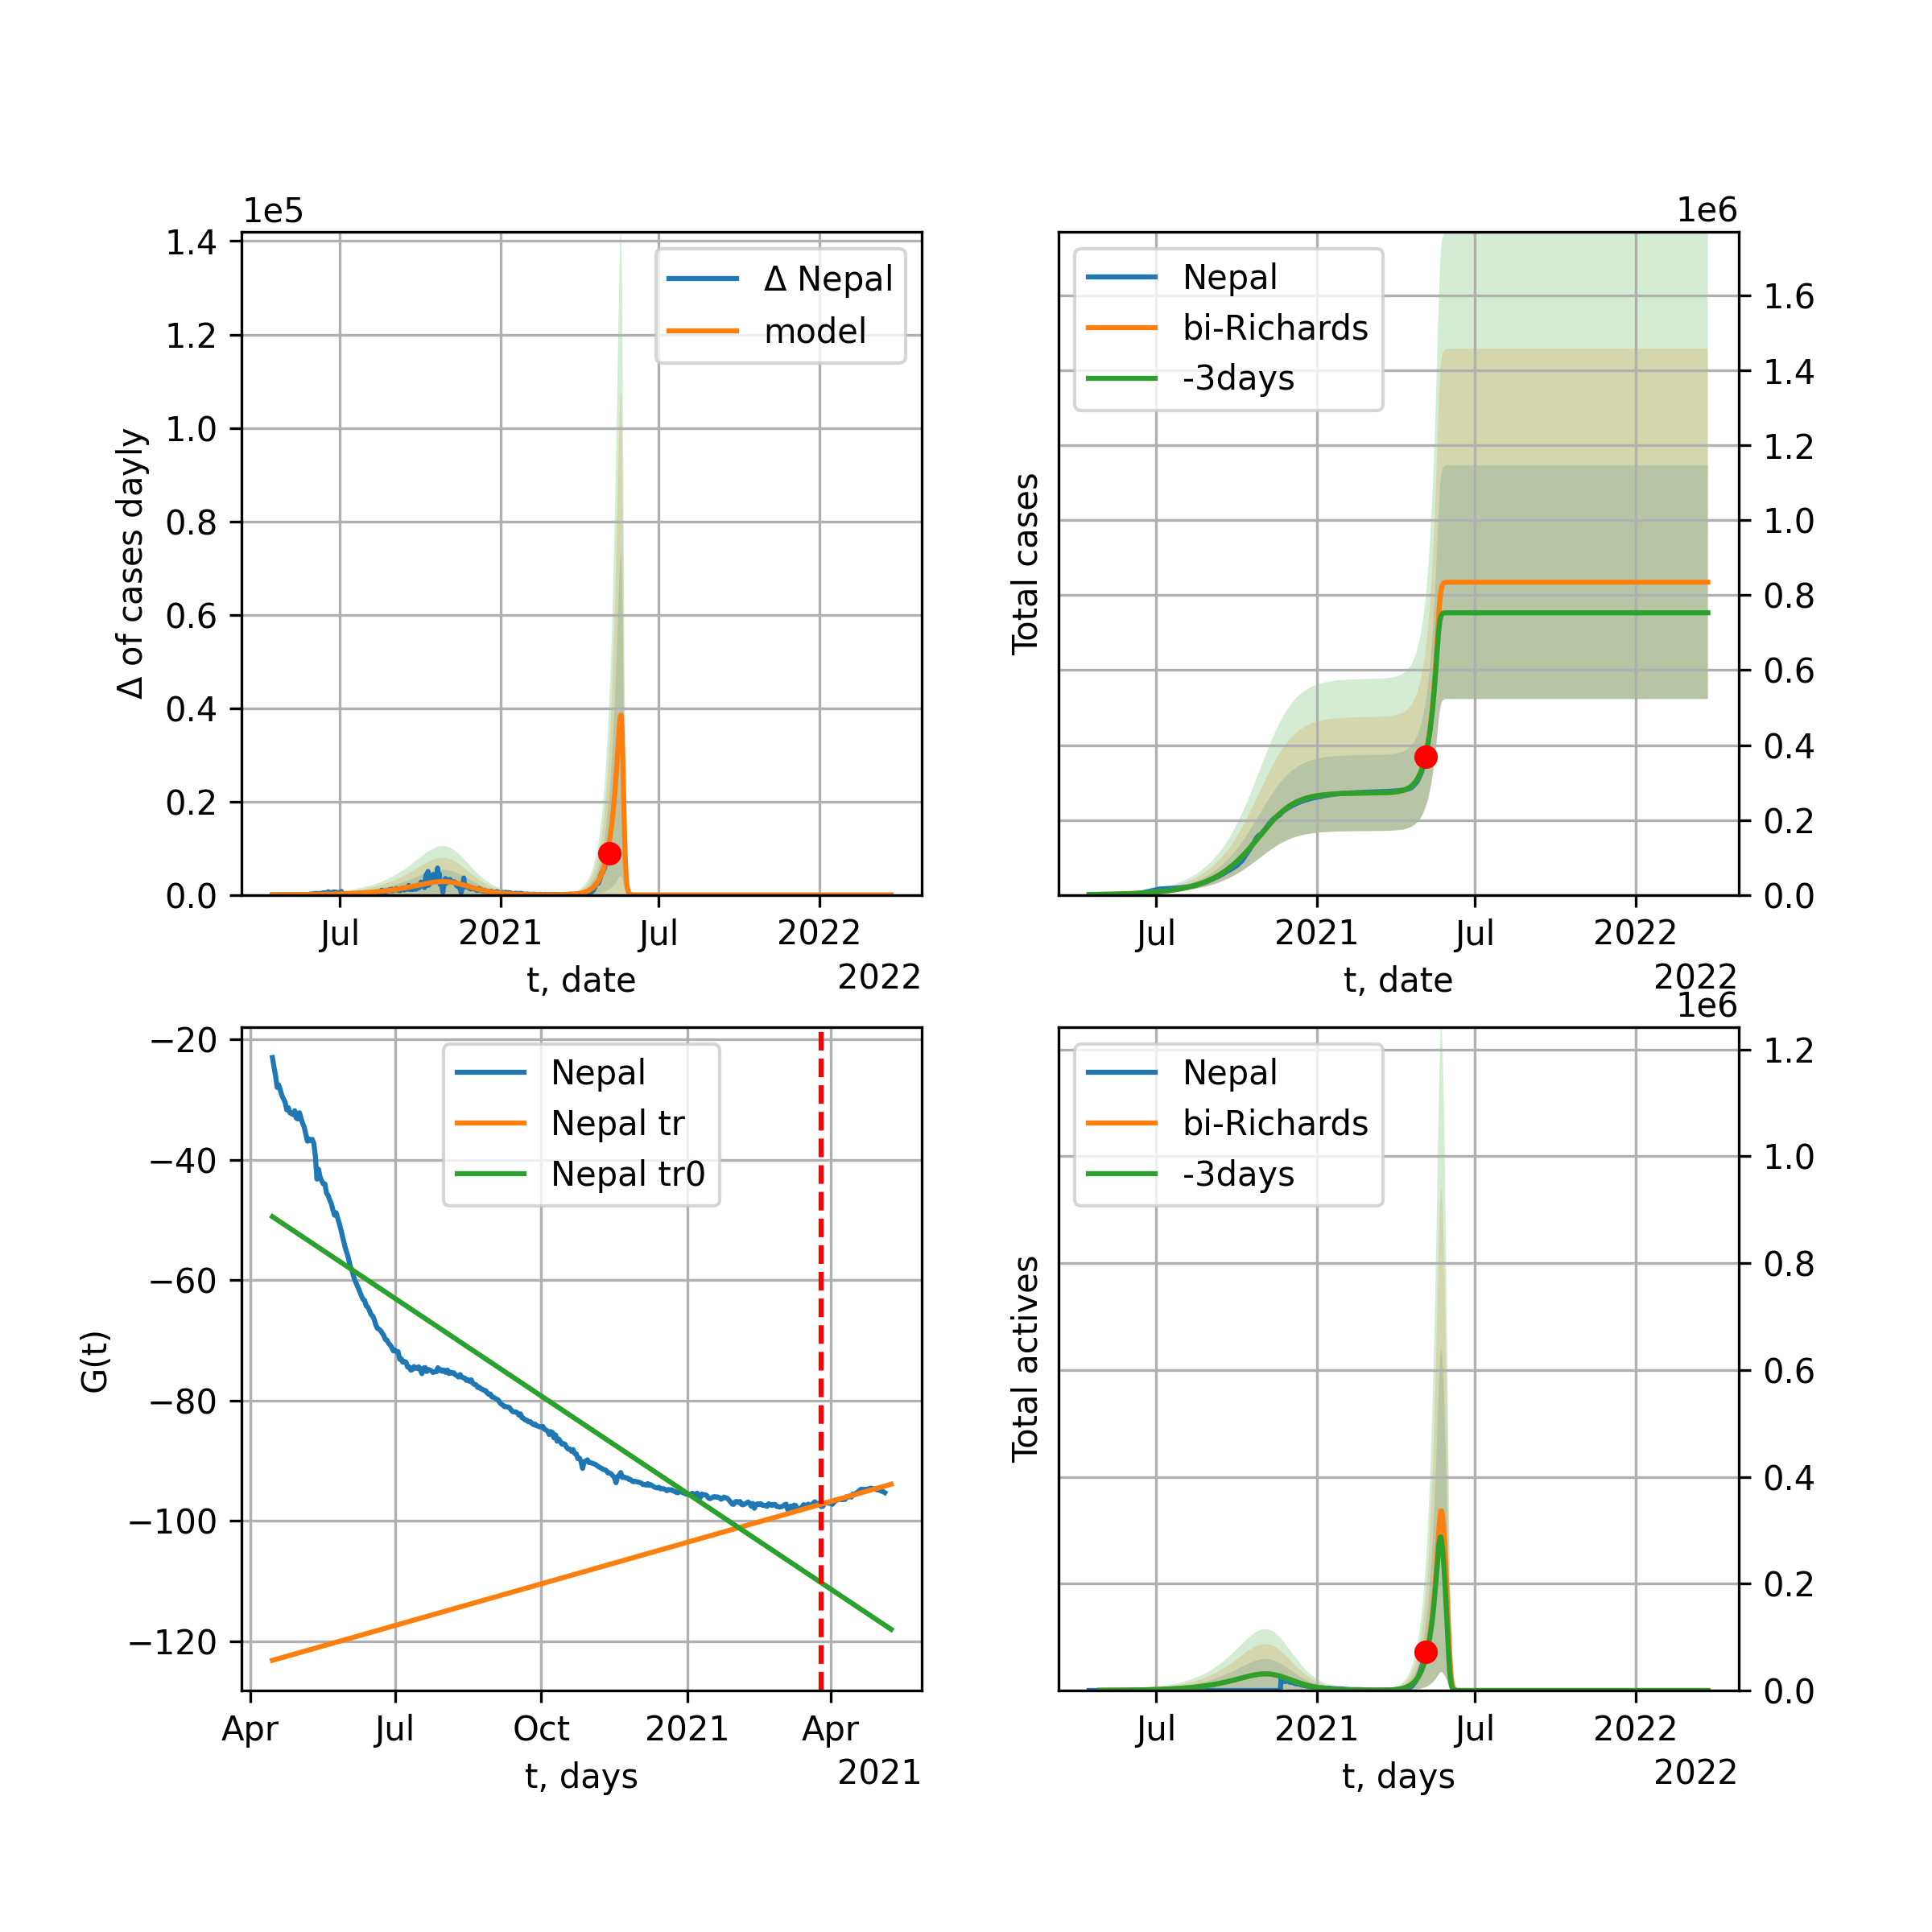 1e5
1.4
1.2
1.0
0.8
0.6
0.4
0.2
0.0
Δ of cases dayly
Δ Nepal
model
Jul
2021
Jul
2022
t, date
2022
1e6
Total cases
Nepal
bi-Richards
-3days
1.6
1.4
1.2
1.0
0.8
0.6
0.4
0.2
0.0
Jul
2021
Jul
2022
t, date
2022
−20
−40
−60
−80
−100
−120
G(t)
Nepal
Nepal tr
Nepal tr0
Apr
Jul
Oct
2021
Apr
t, days
2021
1e6
Total actives
Nepal
bi-Richards
-3days
1.2
1.0
0.8
0.6
0.4
0.2
0.0
Jul
2021
Jul
2022
t, days
2022